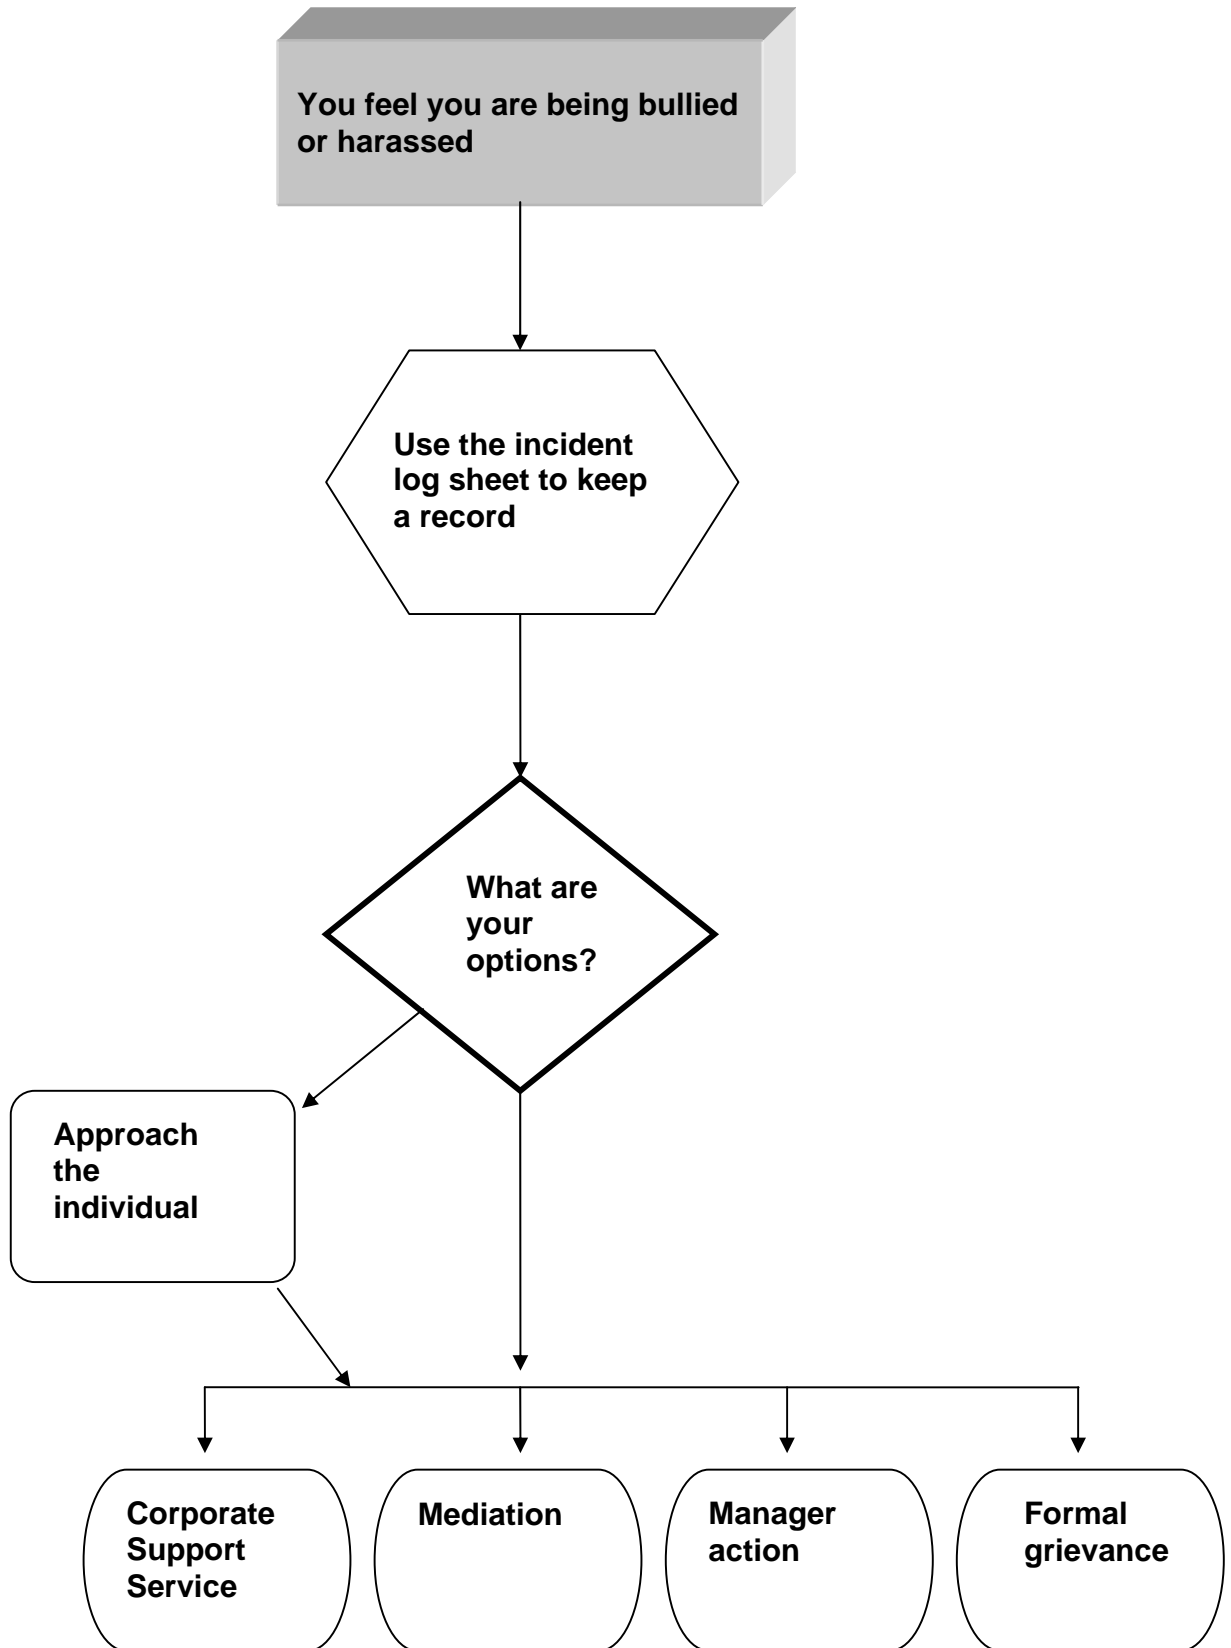 You feel you are being bullied
or harassed
Use the incident
log sheet to keep
a record
What are
your
options?
Approach
the
individual
Corporate
Support
Service
Mediation
Manager
action
Formal
grievance